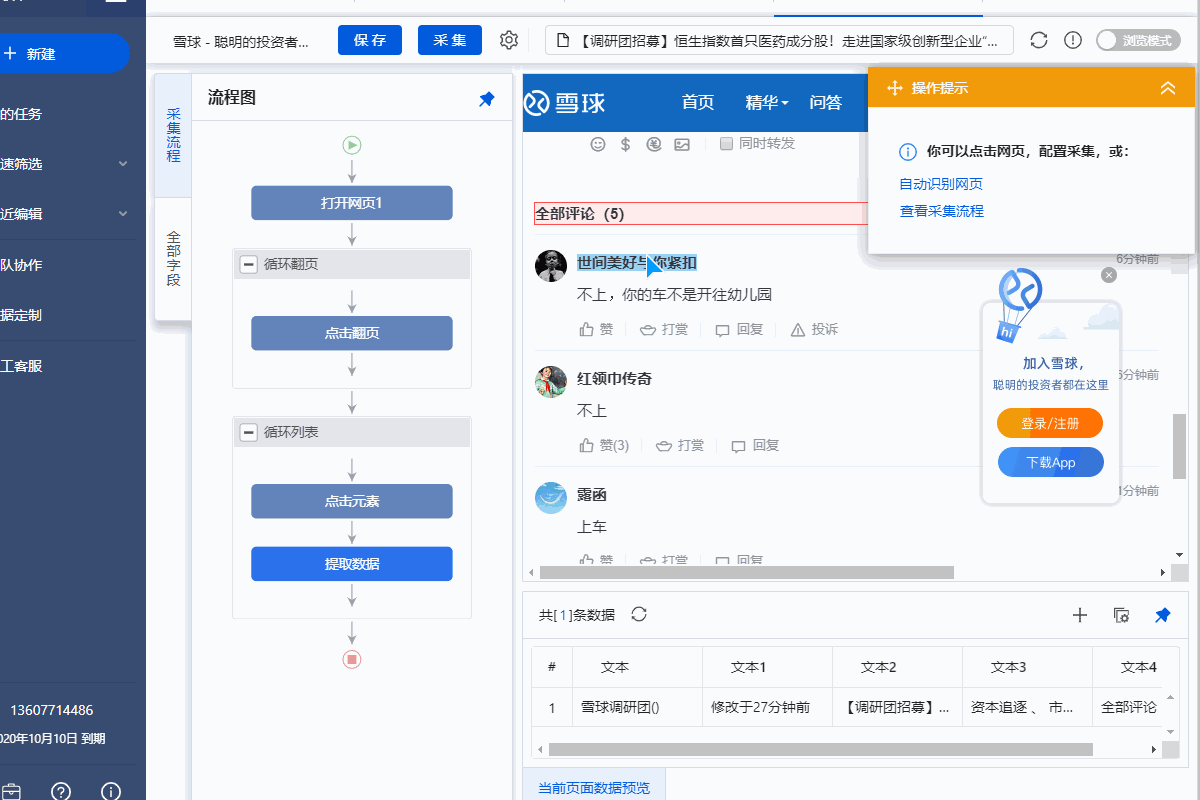 雪球 - 聪明的投资者...
保 存
采 集
【调研团招募】恒生指数首只医药成分股！走进国家级创新型企业“...
浏览模式
新建
的任务
速筛选
近编辑
队协作
据定制
工客服
13607714486
020年10月10日 到期
采集流程
全部字段
流程图
打开网页1
循环翻页
点击翻页
循环列表
点击元素
提取数据
雪球
首页
精华
问答
同时转发
操作提示
你可以点击网页，配置采集，或：
自动识别网页
查看采集流程
全部评论（5）
世间美好与你紧扣
6分钟前
不上，你的车不是开往幼儿园
赞
打赏
回复
投诉
红领巾传奇
分钟前
不上
赞(3)
打赏
回复
露函
分钟前
上车
赞
打赏
回复
hi
加入雪球，
聪明的投资者都在这里
登录/注册
下载App
共[ 1 ]条数据
# 文本 文本1 文本2 文本3 文本4
1 雪球调研团() 修改于27分钟前 【调研团招募】... 资本追逐 、 市... 全部评论
当前页面数据预览